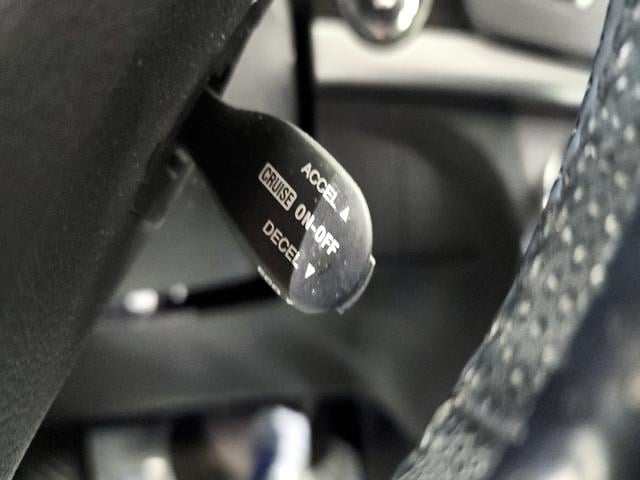 ACCEL ▲
CRUISE ON-OFF
DECEL ▼